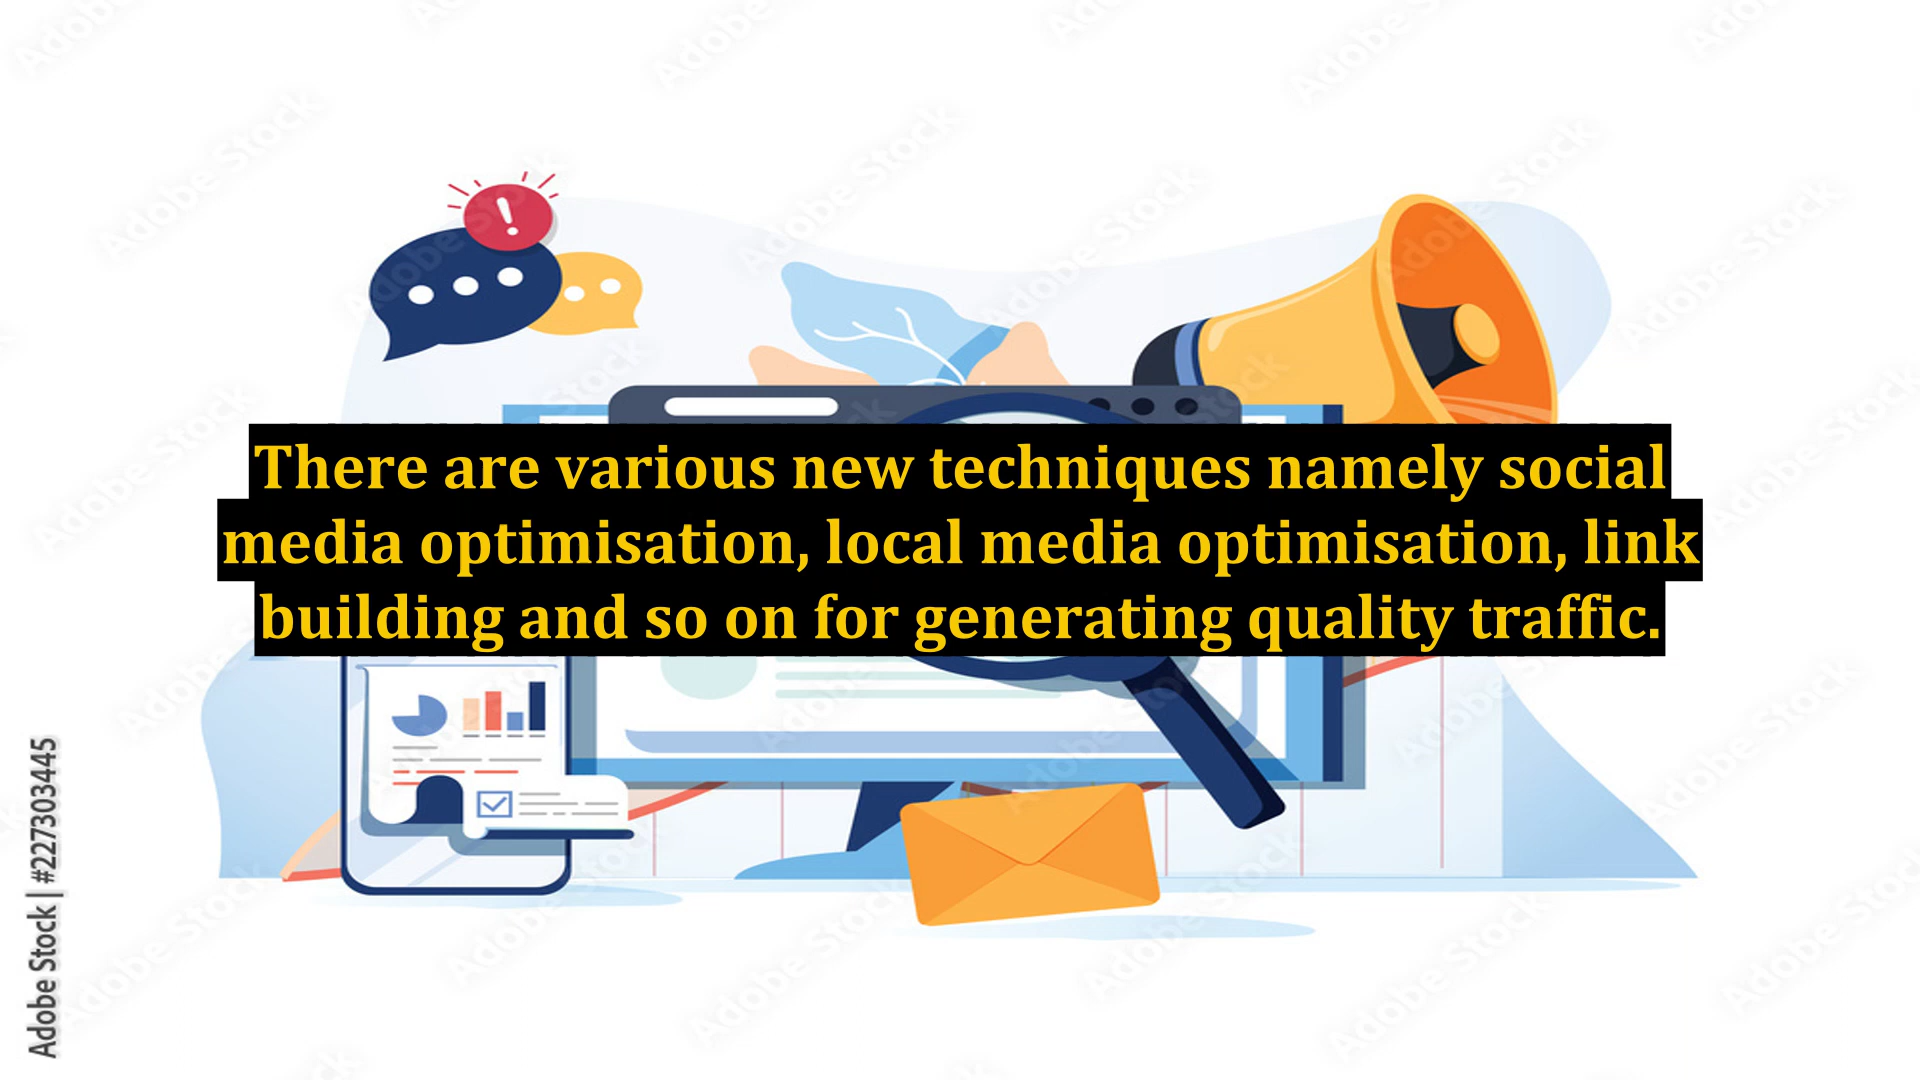 There are various new techniques namely social
media optimisation, local media optimisation, link
building and so on for generating quality traffic.
Adobe Stock | #227303445